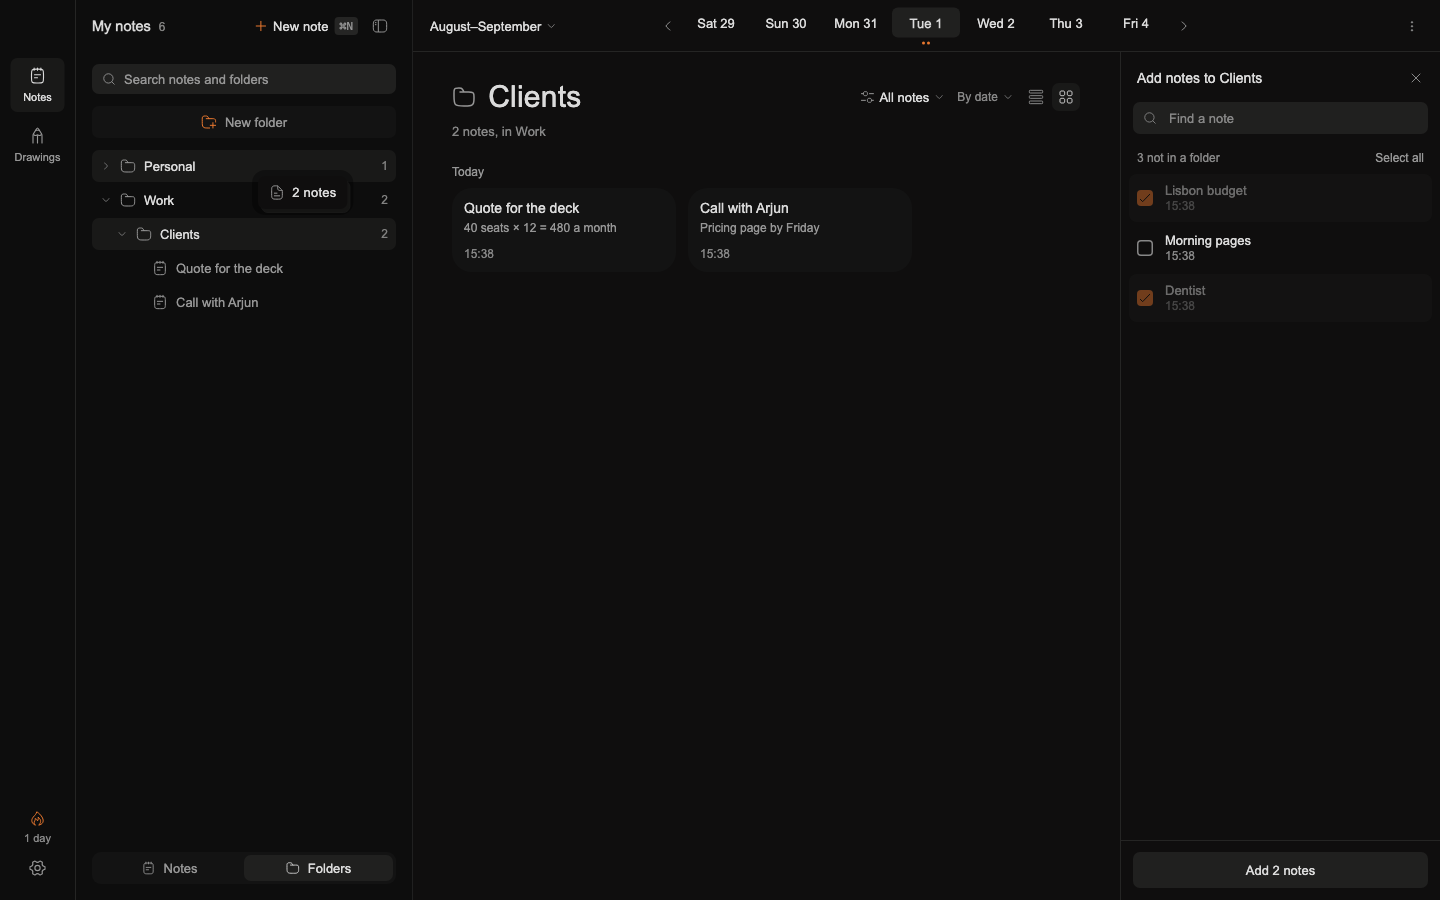 My notes 6
New note ⌘N
August–September
Sat 29
Sun 30
Mon 31
Tue 1
Wed 2
Thu 3
Fri 4
Notes
Drawings
Search notes and folders
New folder
Personal 1
2 notes
Work 2
Clients 2
Quote for the deck
Call with Arjun
Clients
All notes
By date
2 notes, in Work
Today
Quote for the deck
40 seats × 12 = 480 a month
15:38
Call with Arjun
Pricing page by Friday
15:38
Add notes to Clients
Find a note
3 not in a folder
Select all
Lisbon budget
15:38
Morning pages
15:38
Dentist
15:38
1 day
Notes
Folders
Add 2 notes